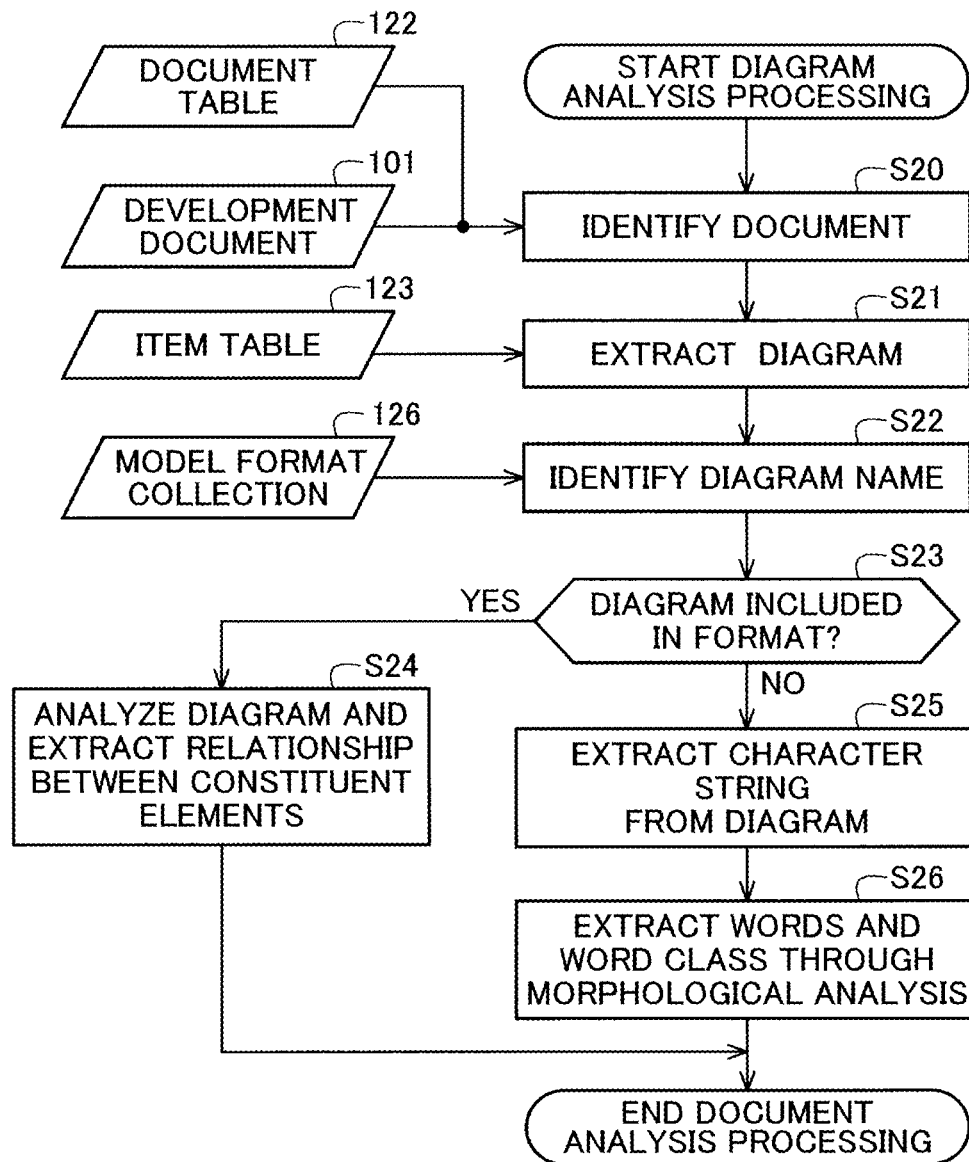 122
DOCUMENT
TABLE
START DIAGRAM
ANALYSIS PROCESSING
101
DEVELOPMENT
DOCUMENT
S20
IDENTIFY DOCUMENT
123
ITEM TABLE
S21
EXTRACT DIAGRAM
126
MODEL FORMAT
COLLECTION
S22
IDENTIFY DIAGRAM NAME
S23
DIAGRAM INCLUDED
IN FORMAT?
YES
NO
S24
ANALYZE DIAGRAM AND
EXTRACT RELATIONSHIP
BETWEEN CONSTITUENT
ELEMENTS
S25
EXTRACT CHARACTER
STRING
FROM DIAGRAM
S26
EXTRACT WORDS AND
WORD CLASS THROUGH
MORPHOLOGICAL ANALYSIS
END DOCUMENT
ANALYSIS PROCESSING